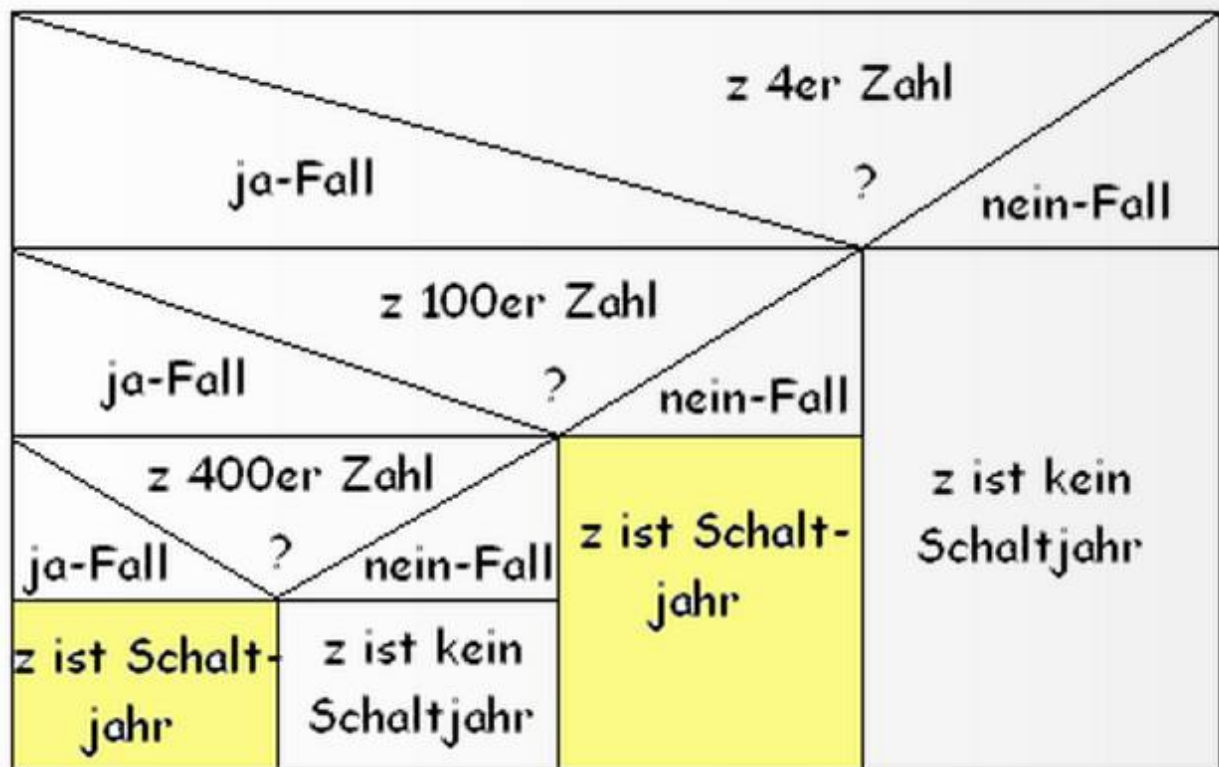 z 4er Zahl
ja-Fall
?
nein-Fall
z 100er Zahl
ja-Fall
?
nein-Fall
z 400er Zahl
ja-Fall
?
nein-Fall
z ist Schalt-
jahr
z ist kein
Schaltjahr
z ist Schalt-
jahr
z ist kein
Schaltjahr